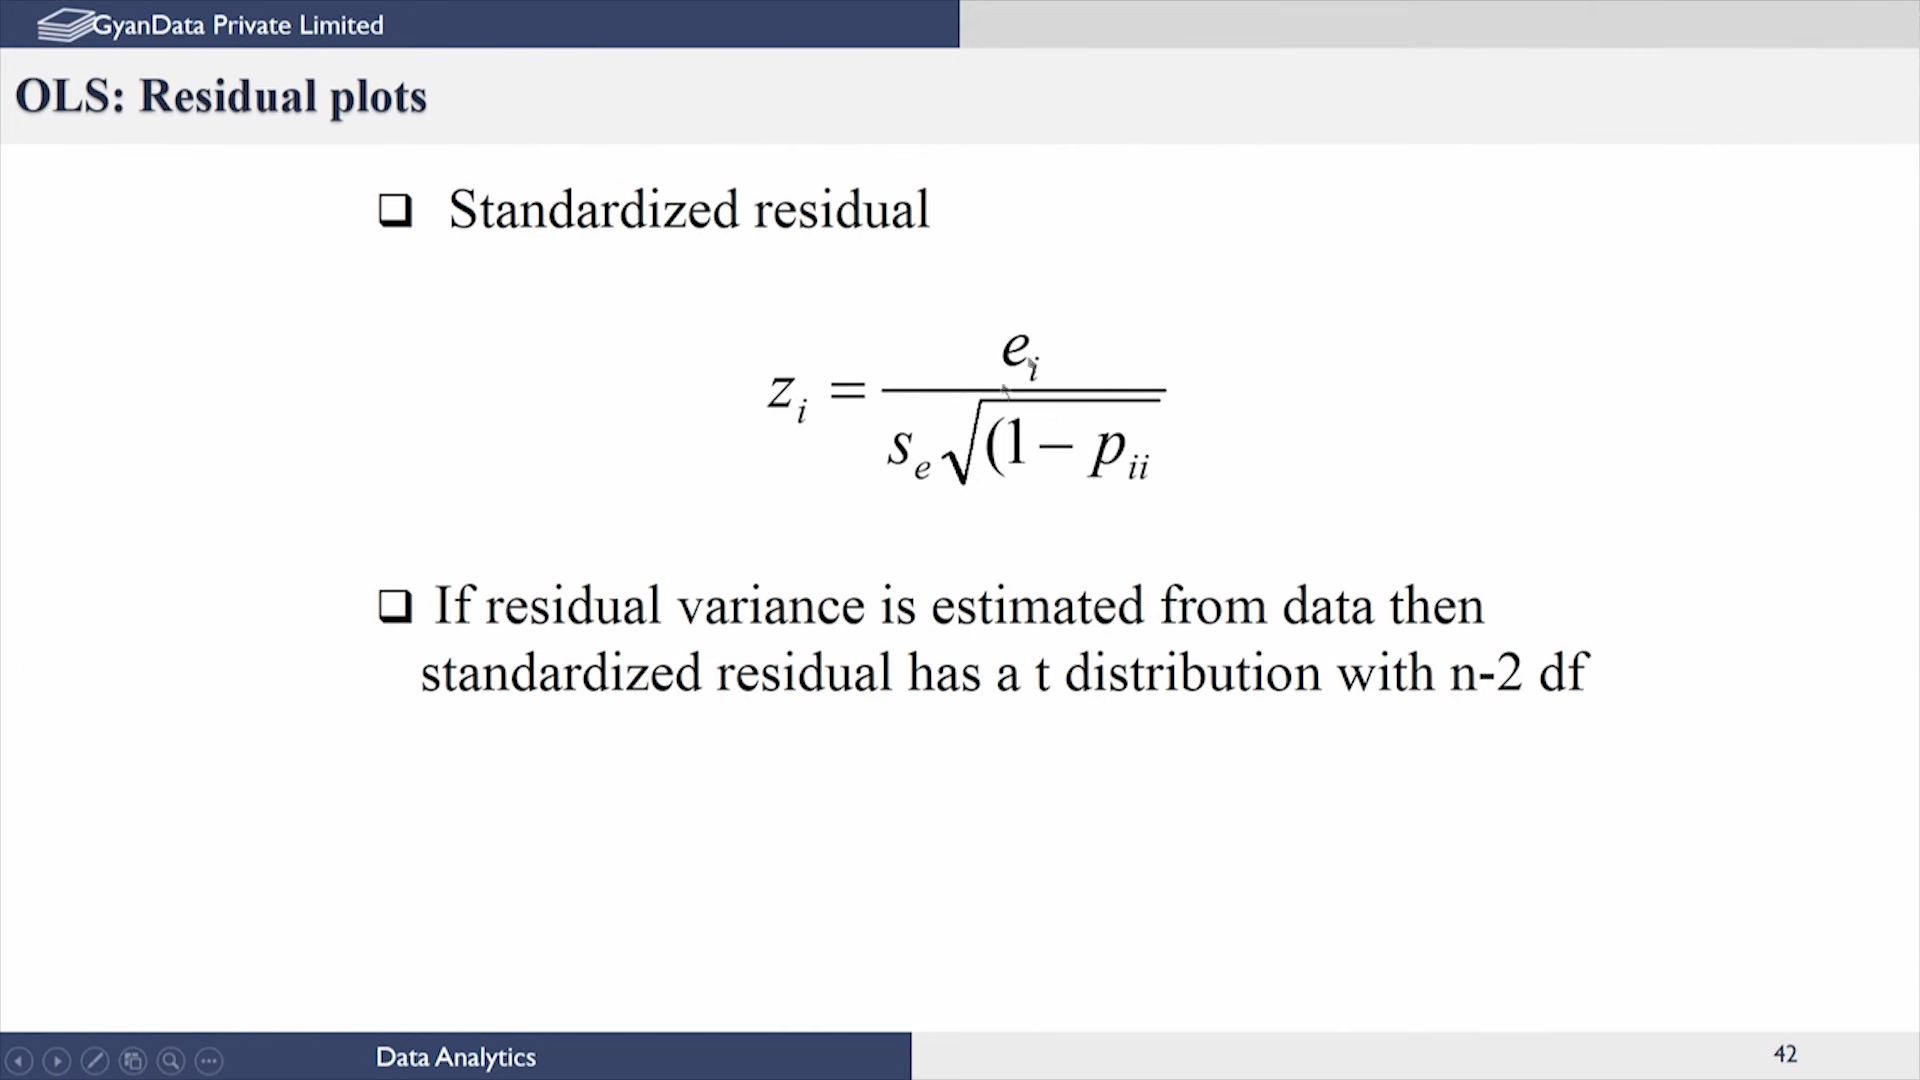 GyanData Private Limited
OLS: Residual plots
❑ Standardized residual
z_i = e_i / (s_e √(1 − p_ii
❑ If residual variance is estimated from data then
standardized residual has a t distribution with n-2 df
Data Analytics
42